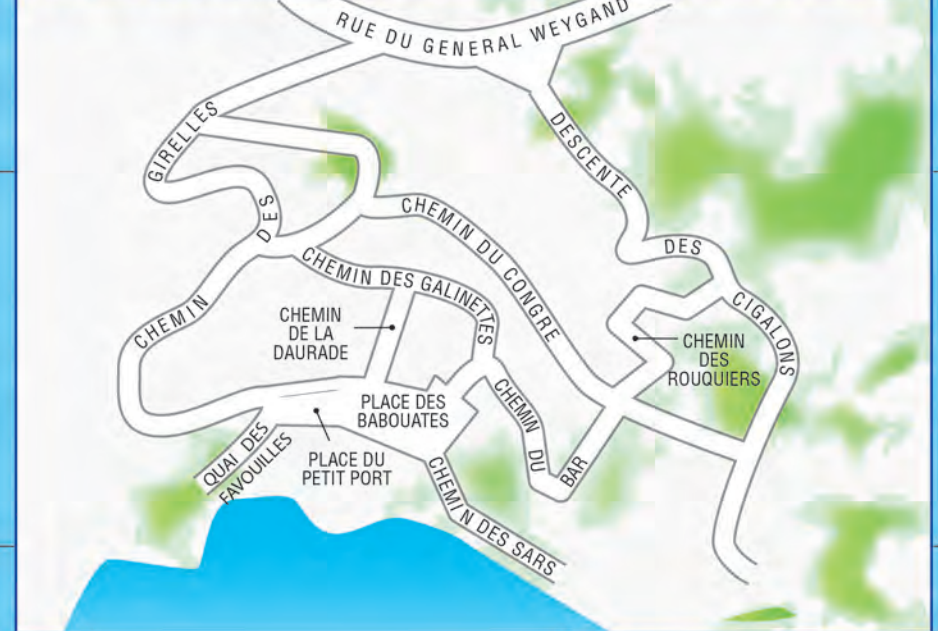 RUE DU GENERAL WEYGAND
DESCENTE DES CIGALONS
CHEMIN DES GIRELLES
CHEMIN DU CONGRE
CHEMIN DES GALINETTES
CHEMIN
DE LA
DAURADE
CHEMIN
DES
ROUQUIERS
PLACE DES
BABOUATES
CHEMIN DU BAR
PLACE DU
PETIT PORT
QUAI DES
FAVOUILLES
CHEMIN DES SARS